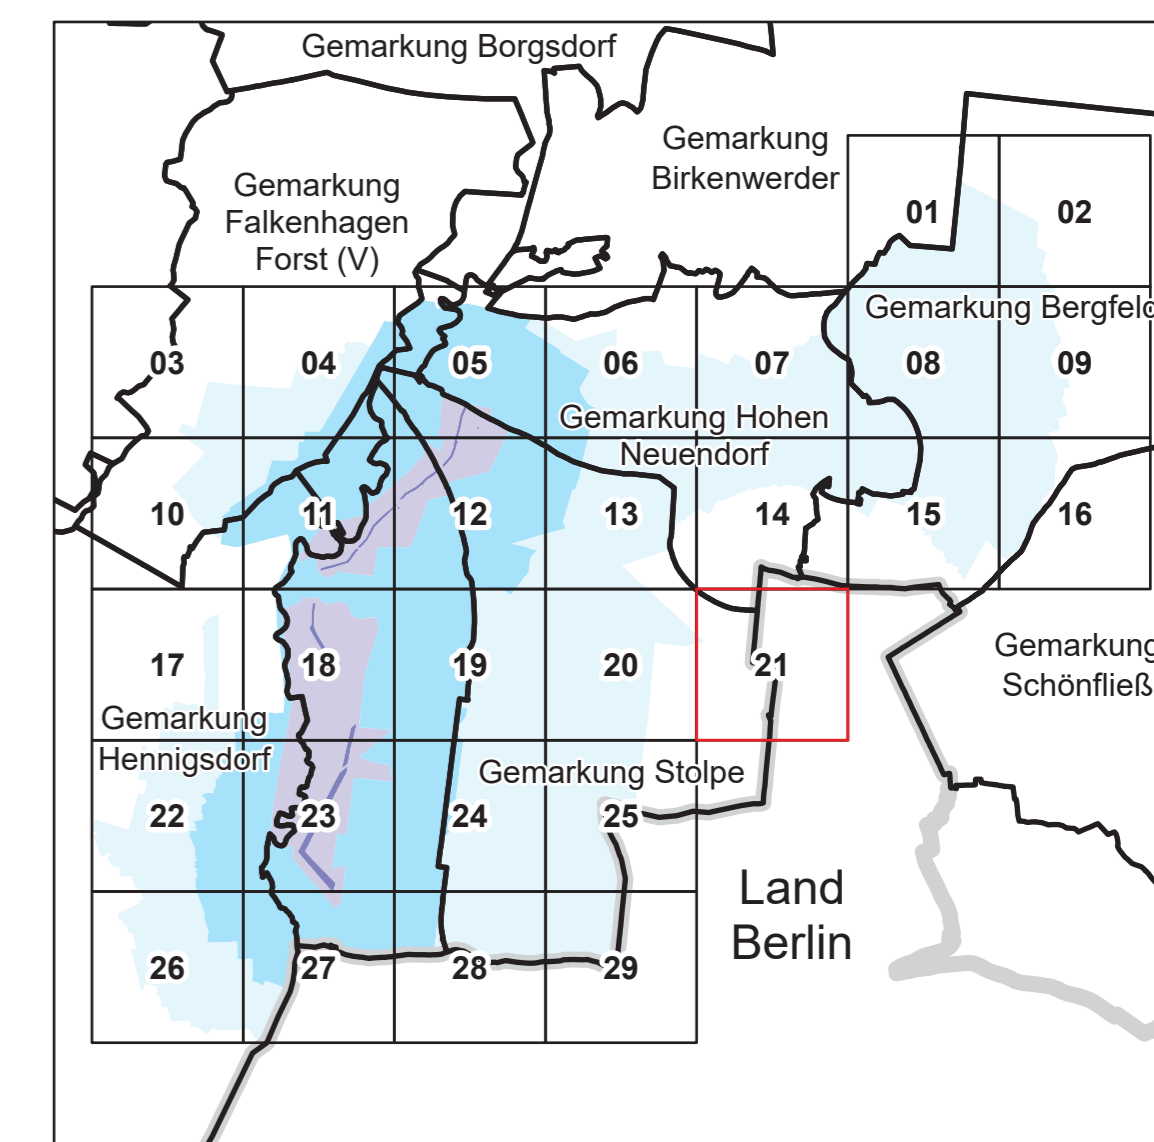 Gemarkung Borgsdorf
Gemarkung
Birkenwerder
Gemarkung
Falkenhagen
Forst (V)
01
02
Gemarkung Bergfeld
03
04
05
06
07
08
09
Gemarkung Hohen
Neuendorf
10
11
12
13
14
15
16
17
18
19
20
21
Gemarkung
Schönfließ
Gemarkung
Hennigsdorf
Gemarkung Stolpe
22
23
24
25
Land
Berlin
26
27
28
29